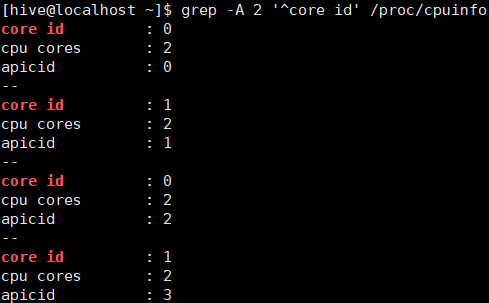 [hive@localhost ~]$ grep -A 2 '^core id' /proc/cpuinfo
core id         : 0
cpu cores       : 2
apicid          : 0
--
core id         : 1
cpu cores       : 2
apicid          : 1
--
core id         : 0
cpu cores       : 2
apicid          : 2
--
core id         : 1
cpu cores       : 2
apicid          : 3